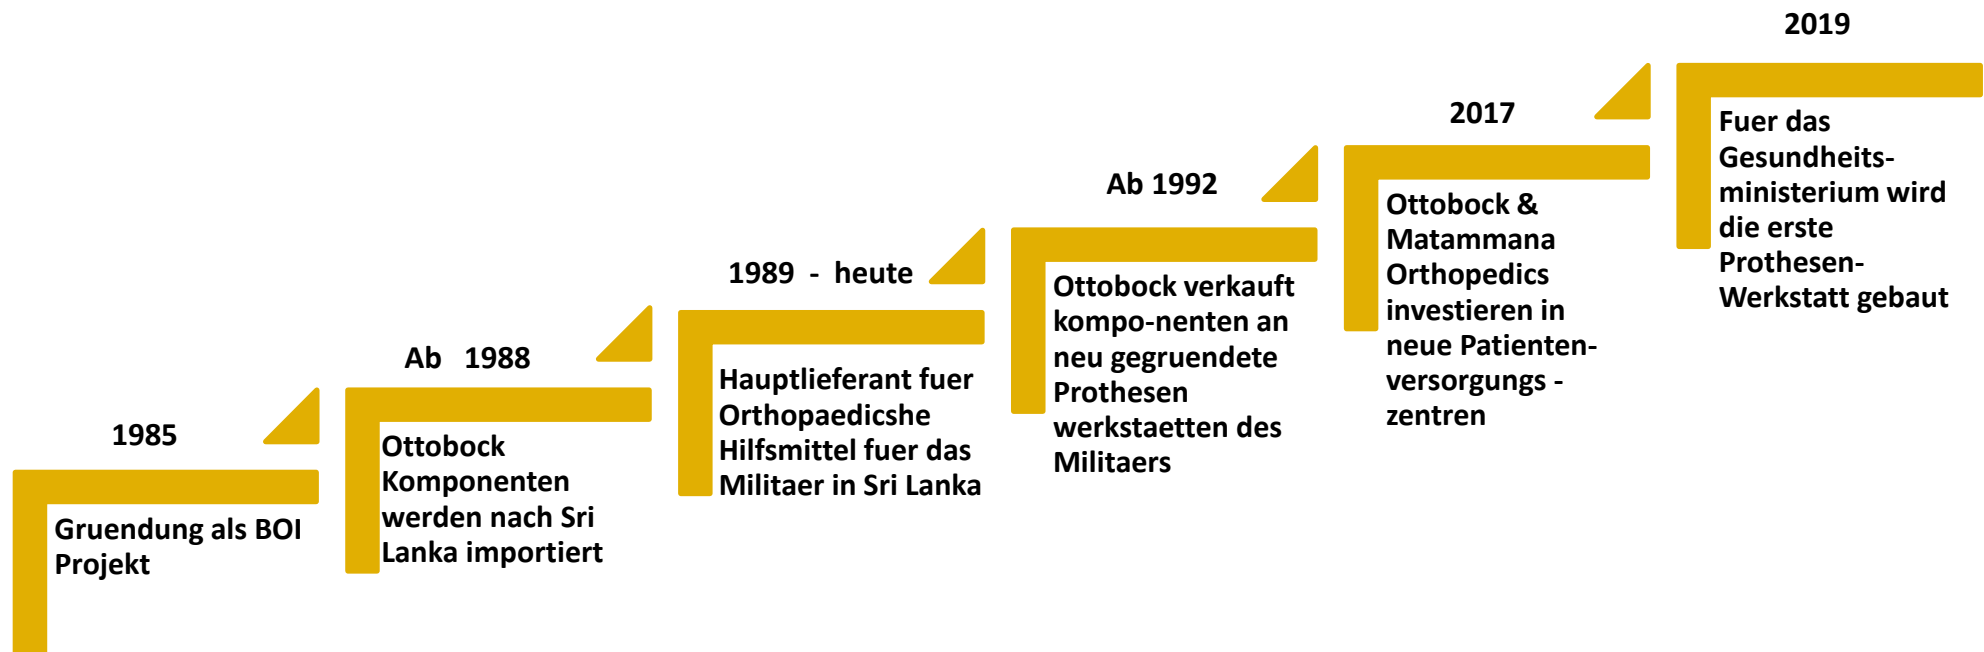 1985
Gruendung als BOI
Projekt
Ab 1988
Ottobock
Komponenten
werden nach Sri
Lanka importiert
1989 - heute
Hauptlieferant fuer
Orthopaedicshe
Hilfsmittel fuer das
Militaer in Sri Lanka
Ab 1992
Ottobock verkauft
kompo-nenten an
neu gegruendete
Prothesen
werkstaetten des
Militaers
2017
Ottobock &
Matammana
Orthopedics
investieren in
neue Patienten-
versorgungs -
zentren
2019
Fuer das
Gesundheits-
ministerium wird
die erste
Prothesen-
Werkstatt gebaut